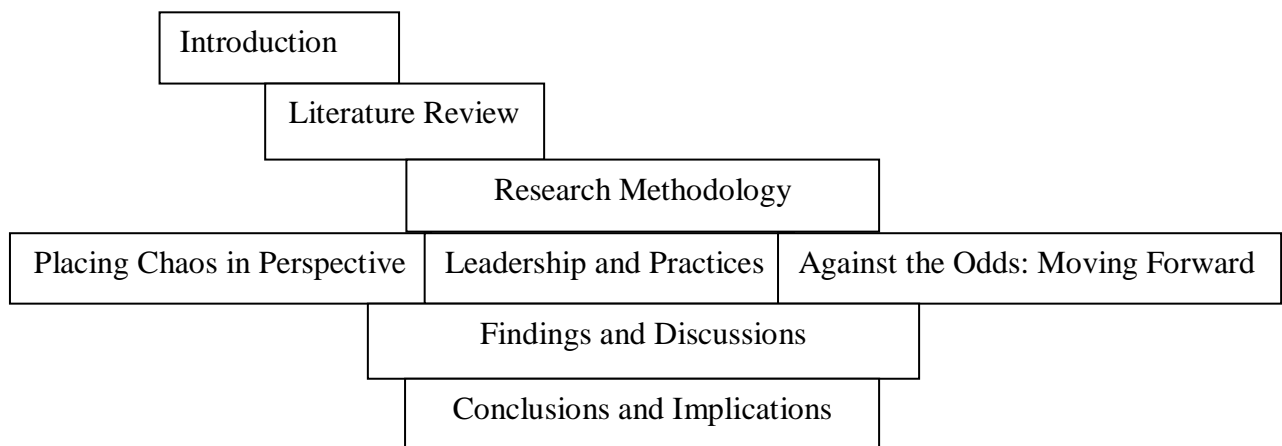 Introduction
Literature Review
Research Methodology
Placing Chaos in Perspective
Leadership and Practices
Against the Odds: Moving Forward
Findings and Discussions
Conclusions and Implications